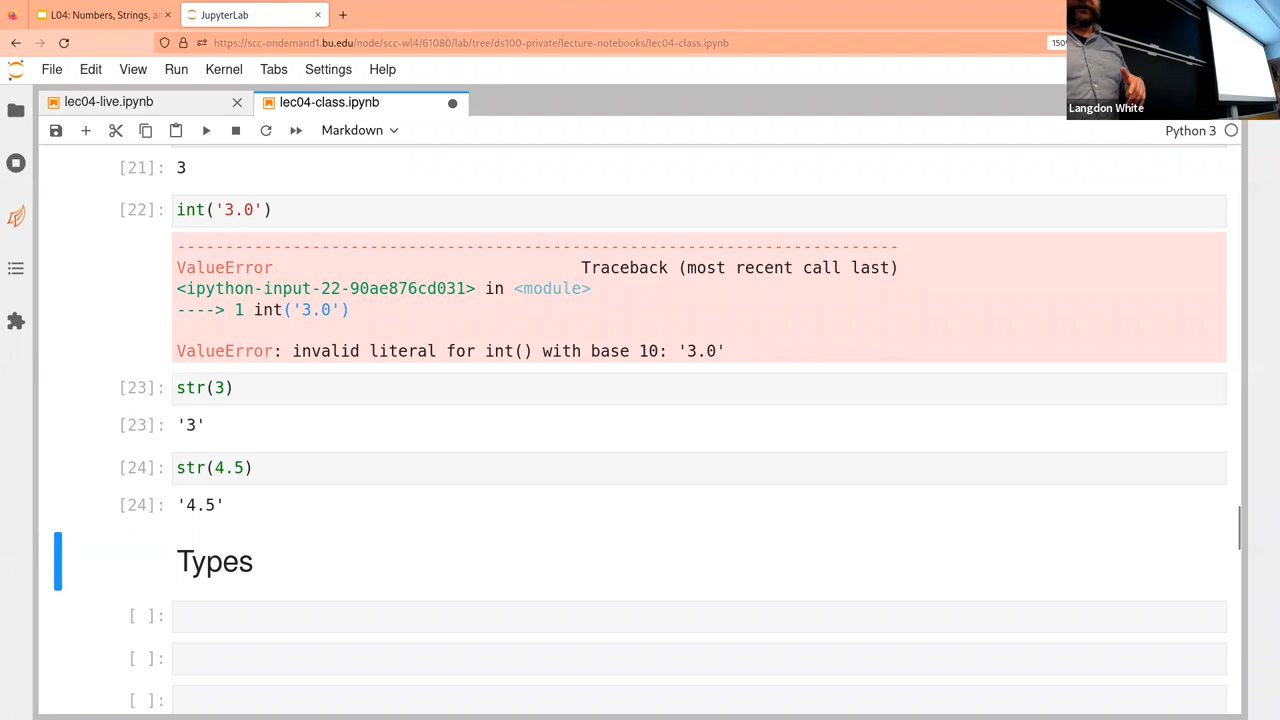 L04: Numbers, Strings, a
JupyterLab
https://scc-ondemand1.bu.edu/node/scc-wl4/61080/lab/tree/ds100-private/lecture-notebooks/lec04-class.ipynb
150
Langdon White
File Edit View Run Kernel Tabs Settings Help
lec04-live.ipynb
lec04-class.ipynb
Markdown
Python 3
[21]: 3
[22]: int('3.0')
---------------------------------------------------------------------------
ValueError Traceback (most recent call last)
<ipython-input-22-90ae876cd031> in <module>
----> 1 int('3.0')
ValueError: invalid literal for int() with base 10: '3.0'
[23]: str(3)
[23]: '3'
[24]: str(4.5)
[24]: '4.5'
Types
[ ]:
[ ]:
[ ]: